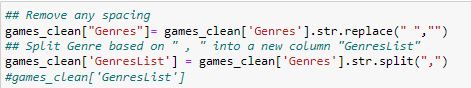 ## Remove any spacing
games_clean["Genres"]= games_clean['Genres'].str.replace(" ","")
## Split Genre based on " , " into a new column "GenresList"
games_clean['GenresList'] = games_clean['Genres'].str.split(",")
#games_clean['GenresList']